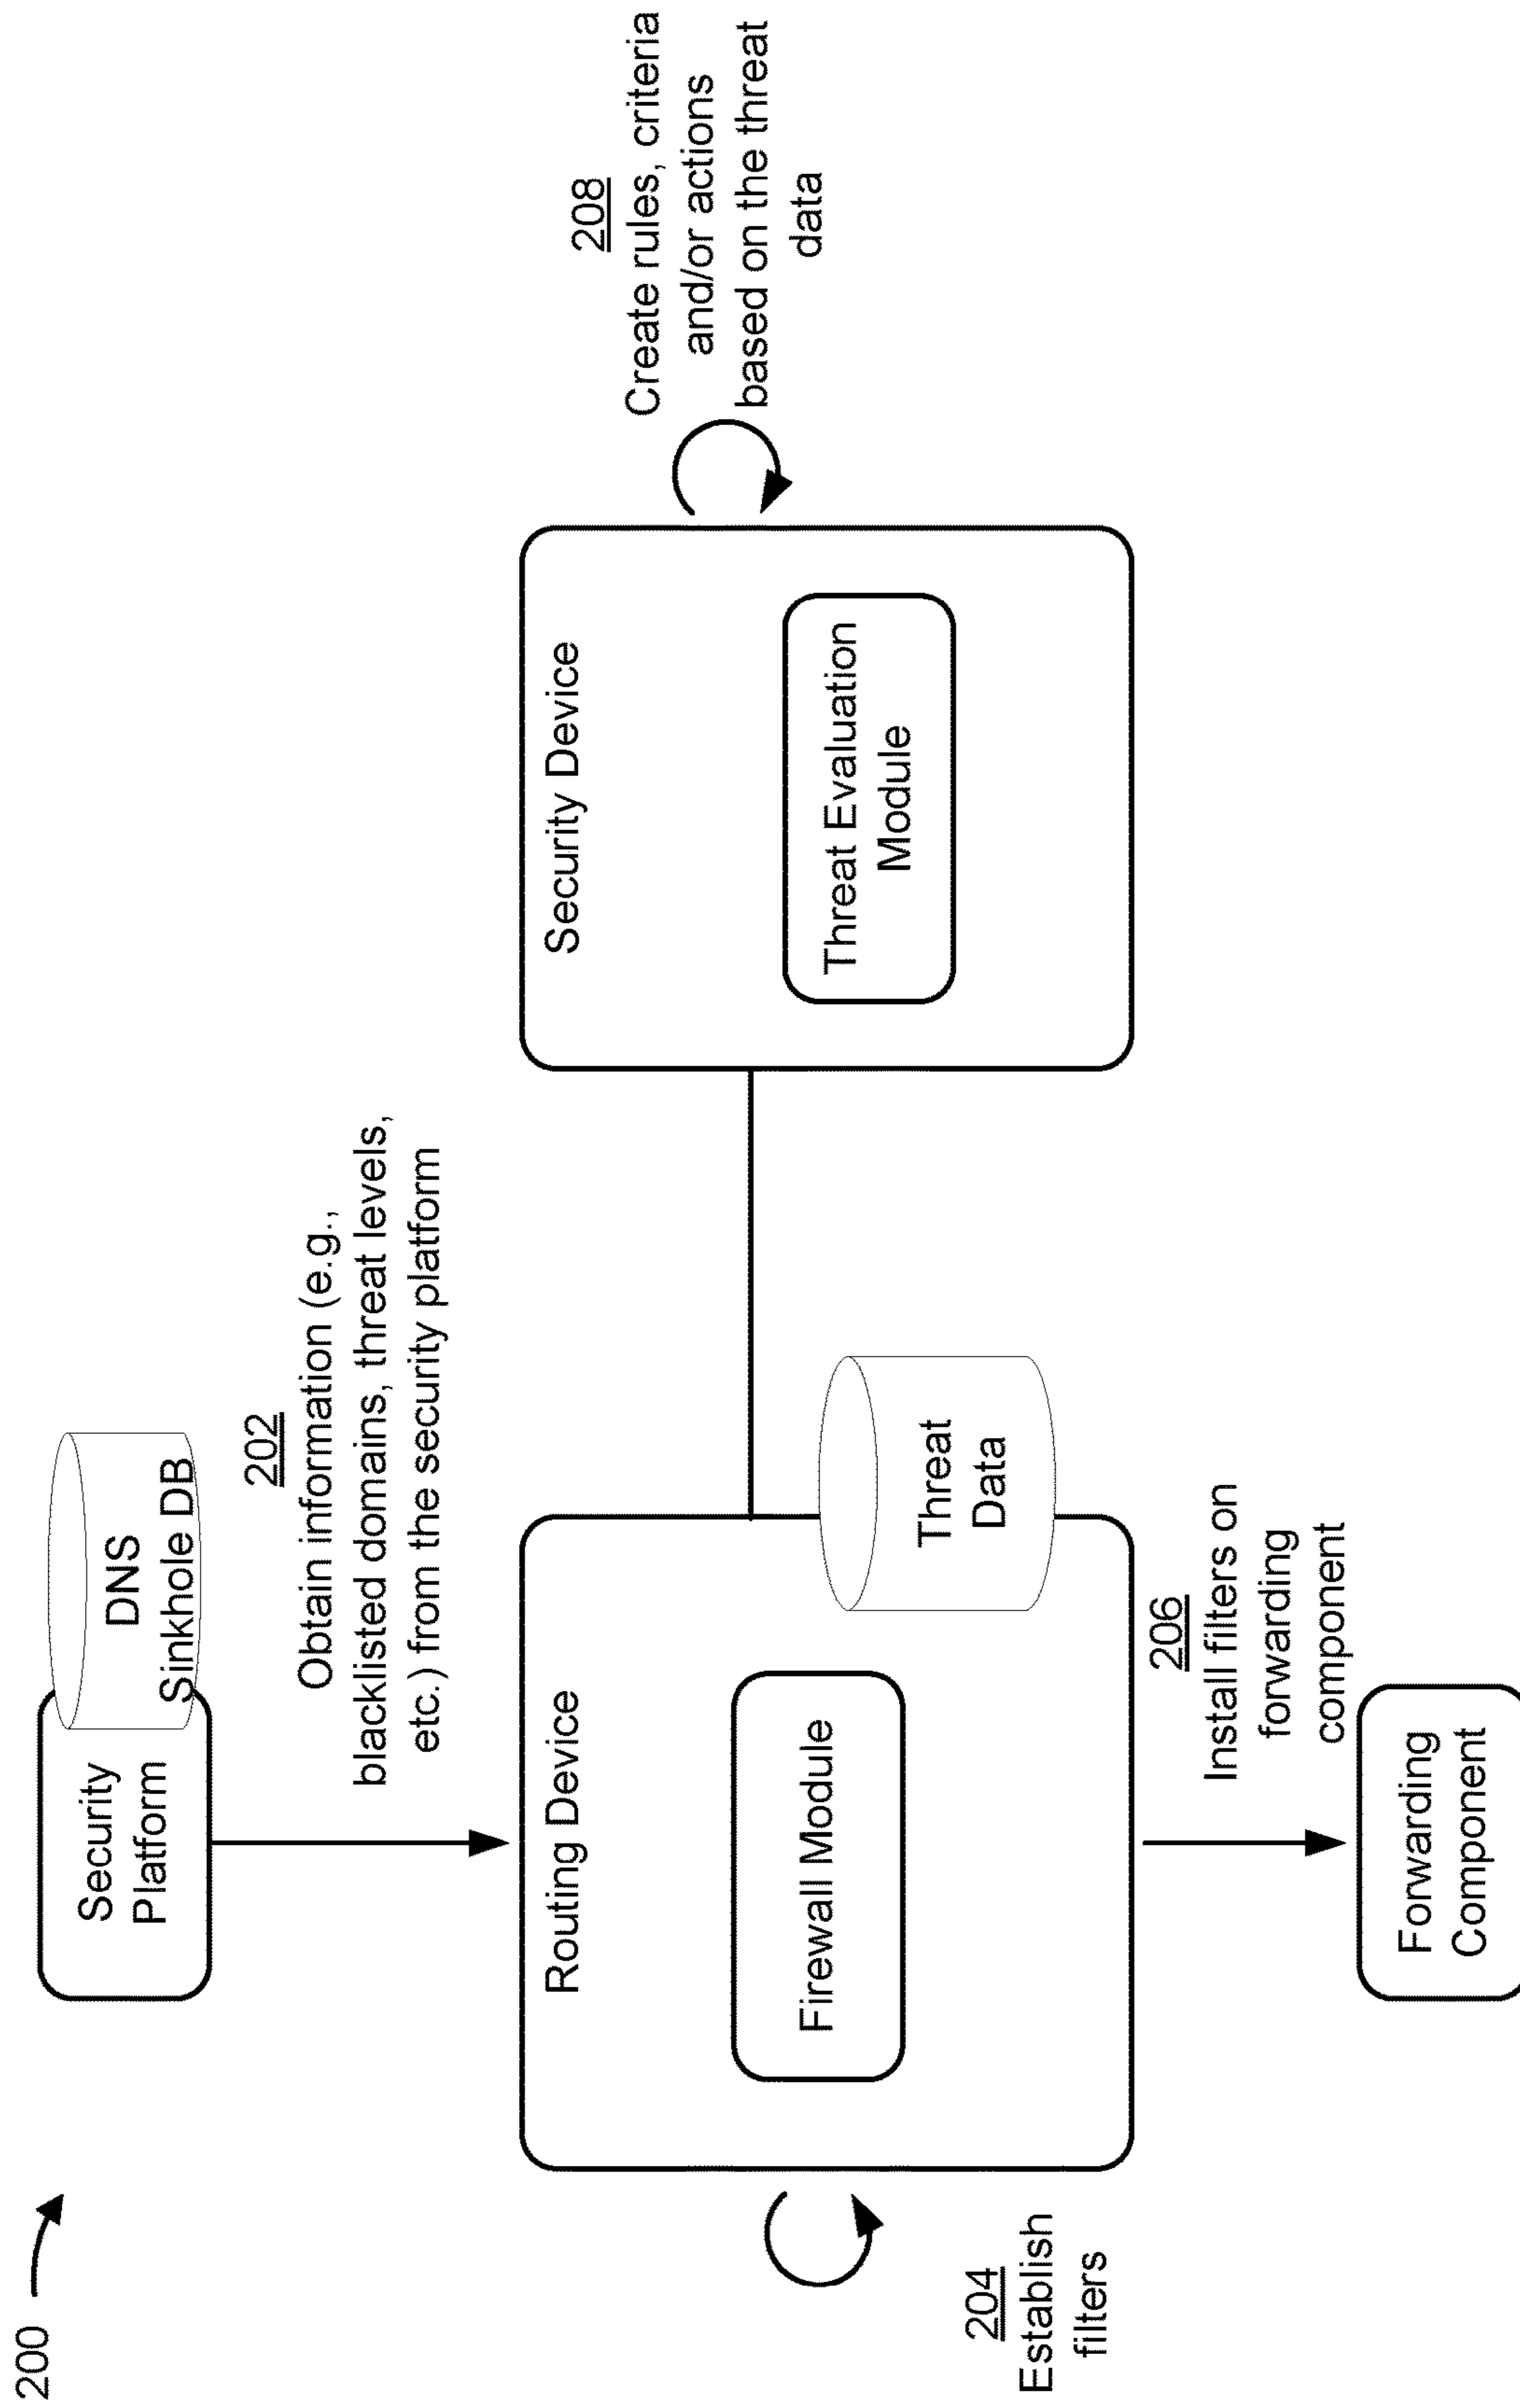 200
Security
Platform
DNS
Sinkhole DB
202
Obtain information (e.g.,
blacklisted domains, threat levels,
etc.) from the security platform
204
Establish
filters
Routing Device
Firewall Module
Threat
Data
Security Device
Threat Evaluation
Module
208
Create rules, criteria
and/or actions
based on the threat
data
206
Install filters on
forwarding
component
Forwarding
Component